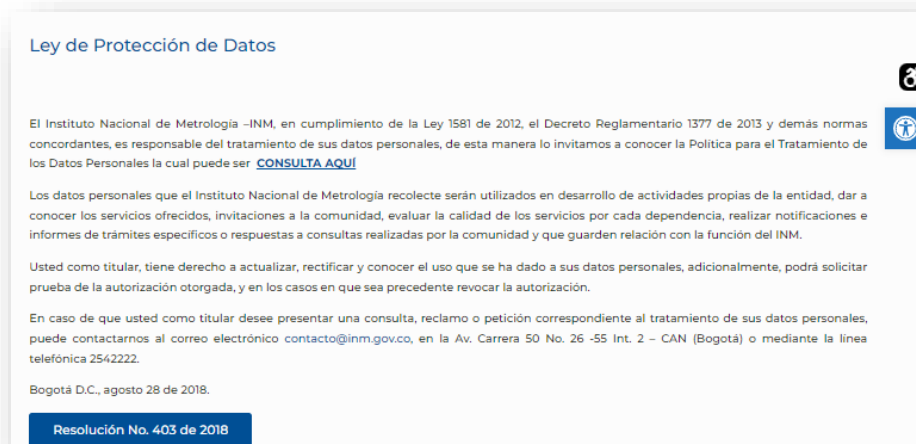 Ley de Protección de Datos
El Instituto Nacional de Metrología –INM, en cumplimiento de la Ley 1581 de 2012, el Decreto Reglamentario 1377 de 2013 y demás normas
concordantes, es responsable del tratamiento de sus datos personales, de esta manera lo invitamos a conocer la Política para el Tratamiento de
los Datos Personales la cual puede ser CONSULTA AQUÍ
Los datos personales que el Instituto Nacional de Metrología recolecte serán utilizados en desarrollo de actividades propias de la entidad, dar a
conocer los servicios ofrecidos, invitaciones a la comunidad, evaluar la calidad de los servicios por cada dependencia, realizar notificaciones e
informes de trámites específicos o respuestas a consultas realizadas por la comunidad y que guarden relación con la función del INM.
Usted como titular, tiene derecho a actualizar, rectificar y conocer el uso que se ha dado a sus datos personales, adicionalmente, podrá solicitar
prueba de la autorización otorgada, y en los casos en que sea precedente revocar la autorización.
En caso de que usted como titular desee presentar una consulta, reclamo o petición correspondiente al tratamiento de sus datos personales,
puede contactarnos al correo electrónico contacto@inm.gov.co, en la Av. Carrera 50 No. 26 -55 Int. 2 – CAN (Bogotá) o mediante la línea
telefónica 2542222.
Bogotá D.C., agosto 28 de 2018.
Resolución No. 403 de 2018